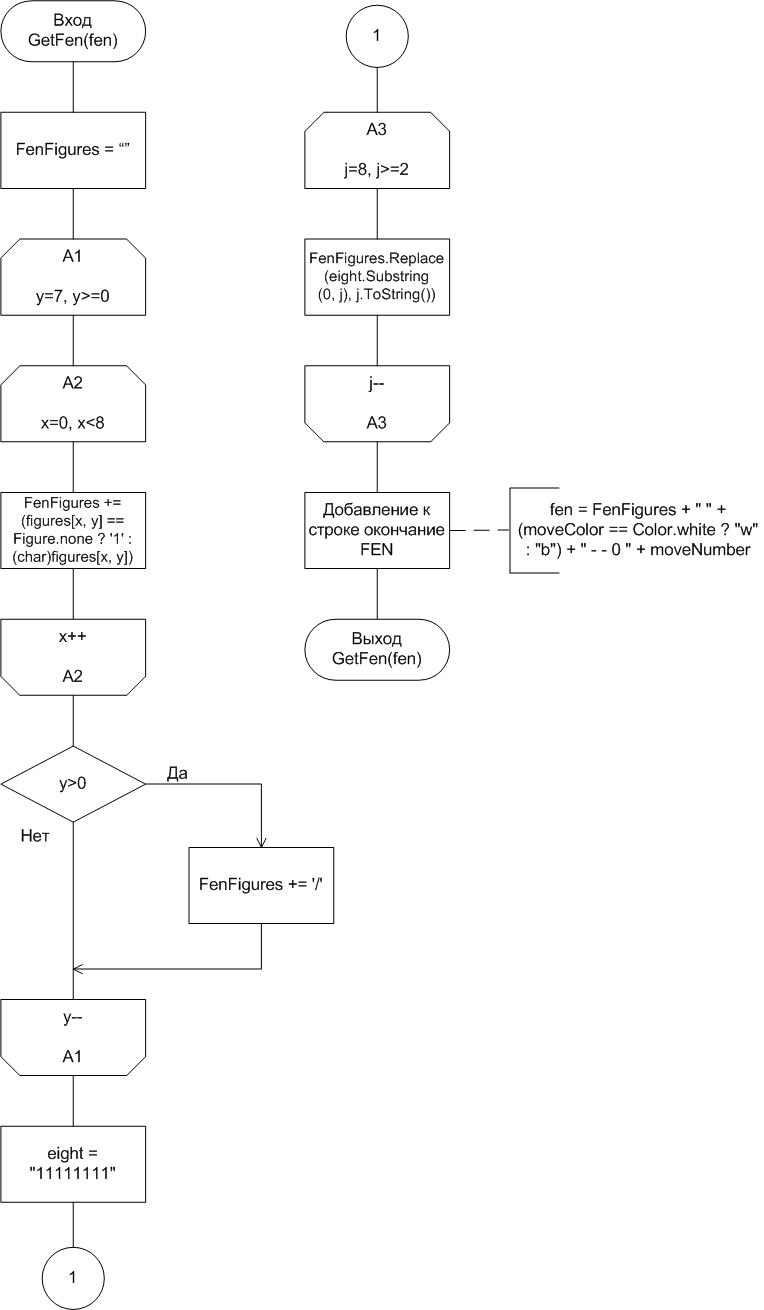 Вход
GetFen(fen)
FenFigures = “”
A1
y=7, y>=0
A2
x=0, x<8
FenFigures +=
(figures[x, y] ==
Figure.none ? '1' :
(char)figures[x, y])
x++
A2
y>0
Да
Нет
FenFigures += '/'
y--
A1
eight =
"11111111"
1
1
A3
j=8, j>=2
FenFigures.Replace
(eight.Substring
(0, j), j.ToString())
j--
A3
Добавление к
строке окончание
FEN
fen = FenFigures + " " +
(moveColor == Color.white ? "w"
: "b") + " - - 0 " + moveNumber
Выход
GetFen(fen)